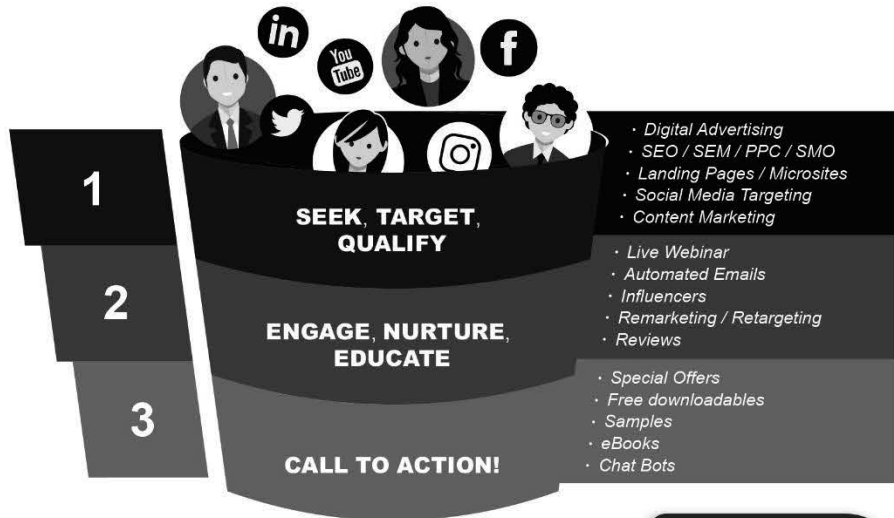 in
You
Tube
f
1
SEEK, TARGET,
QUALIFY
· Digital Advertising
· SEO / SEM / PPC / SMO
· Landing Pages / Microsites
· Social Media Targeting
· Content Marketing
2
ENGAGE, NURTURE,
EDUCATE
· Live Webinar
· Automated Emails
· Influencers
· Remarketing / Retargeting
· Reviews
3
CALL TO ACTION!
· Special Offers
· Free downloadables
· Samples
· eBooks
· Chat Bots